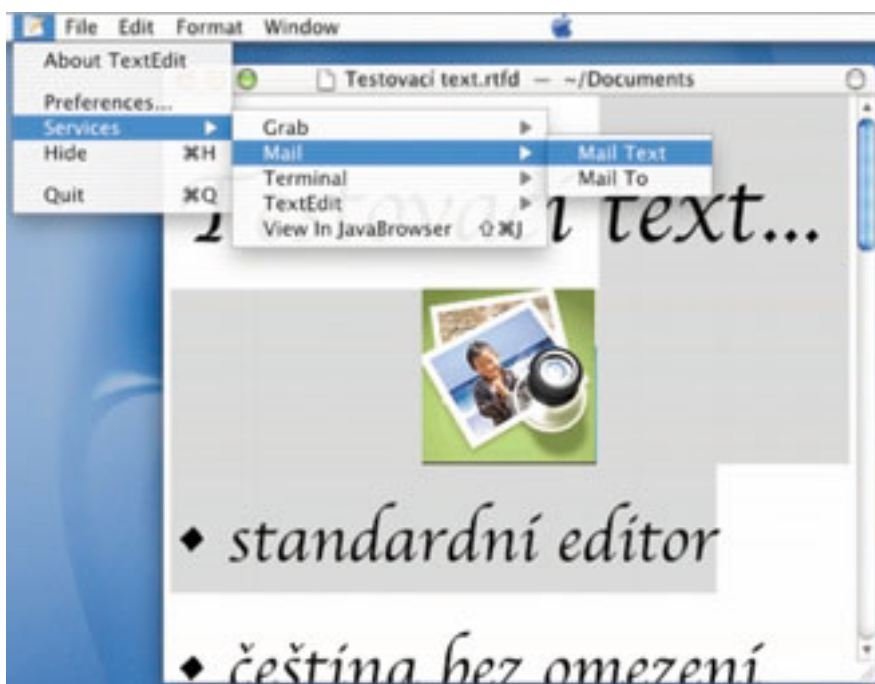 File Edit Format Window
About TextEdit
Testovací text.rtfd — ~/Documents
Preferences...
Services
Grab
Hide ⌘H
Mail
Mail Text
Terminal
Mail To
Quit ⌘Q
TextEdit
View In JavaBrowser ⇧⌘J
text...
◆ standardní editor
◆ čeština bez omezení